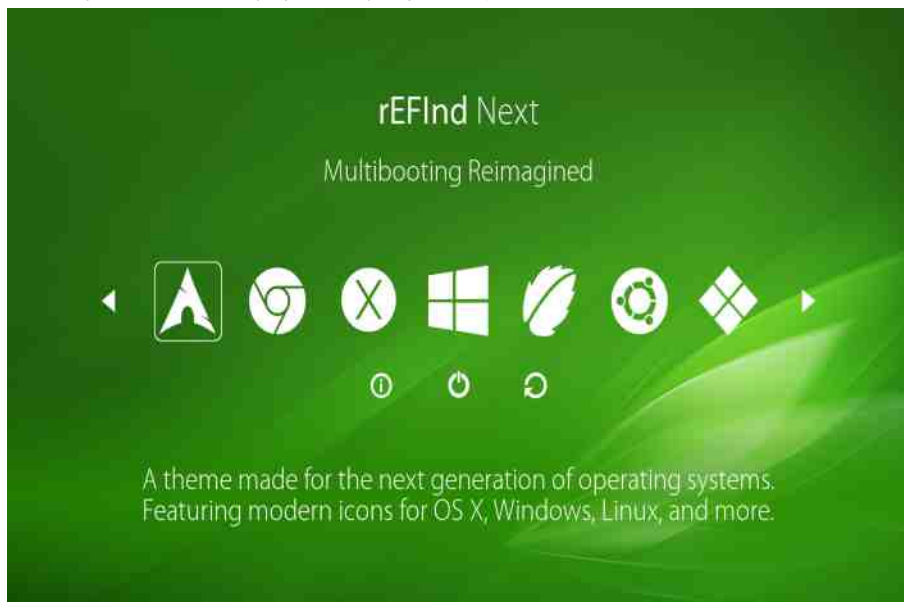 rEFInd Next
Multibooting Reimagined
A theme made for the next generation of operating systems.
Featuring modern icons for OS X, Windows, Linux, and more.